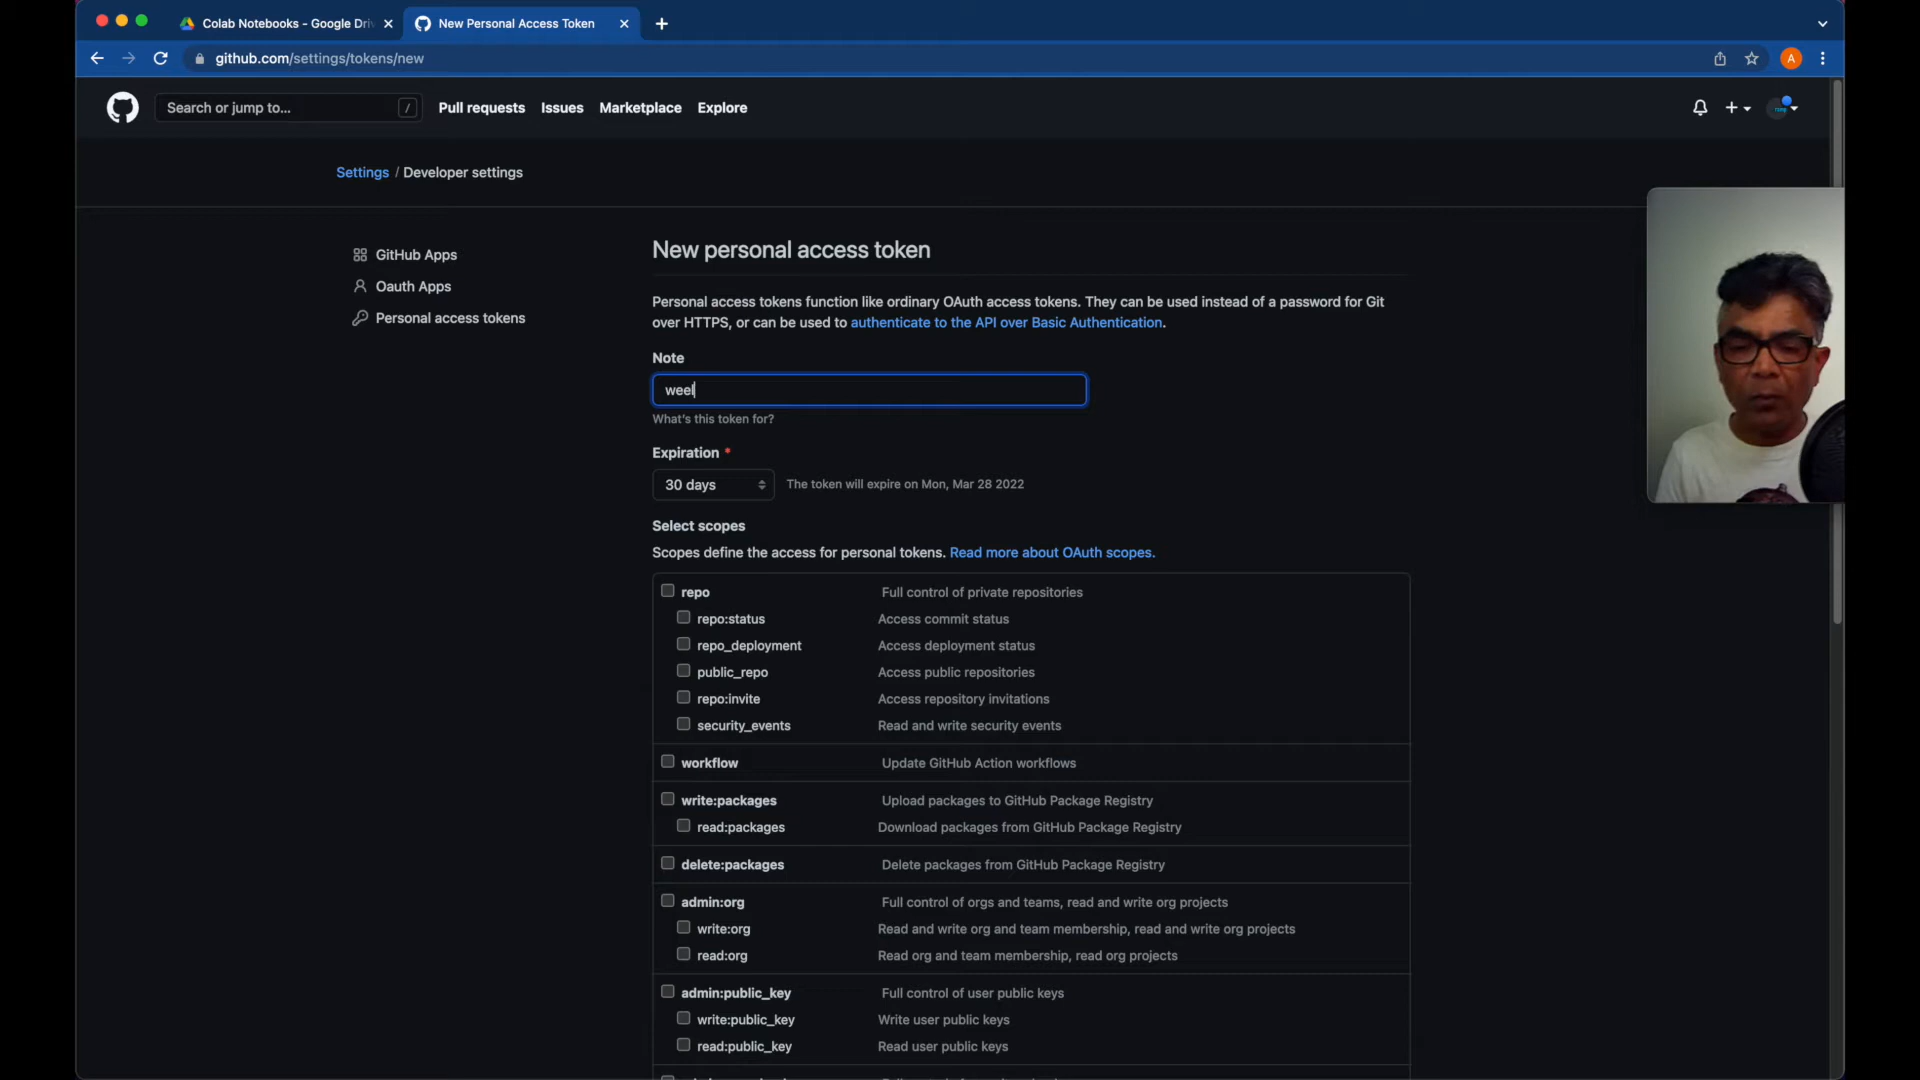 Colab Notebooks - Google Dri
New Personal Access Token
github.com/settings/tokens/new
A
Search or jump to...
/
Pull requests
Issues
Marketplace
Explore
Settings / Developer settings
GitHub Apps
Oauth Apps
Personal access tokens
New personal access token
Personal access tokens function like ordinary OAuth access tokens. They can be used instead of a password for Git
over HTTPS, or can be used to authenticate to the API over Basic Authentication.
Note
weel
What's this token for?
Expiration *
30 days
The token will expire on Mon, Mar 28 2022
Select scopes
Scopes define the access for personal tokens. Read more about OAuth scopes.
repo Full control of private repositories
repo:status Access commit status
repo_deployment Access deployment status
public_repo Access public repositories
repo:invite Access repository invitations
security_events Read and write security events
workflow Update GitHub Action workflows
write:packages Upload packages to GitHub Package Registry
read:packages Download packages from GitHub Package Registry
delete:packages Delete packages from GitHub Package Registry
admin:org Full control of orgs and teams, read and write org projects
write:org Read and write org and team membership, read and write org projects
read:org Read org and team membership, read org projects
admin:public_key Full control of user public keys
write:public_key Write user public keys
read:public_key Read user public keys